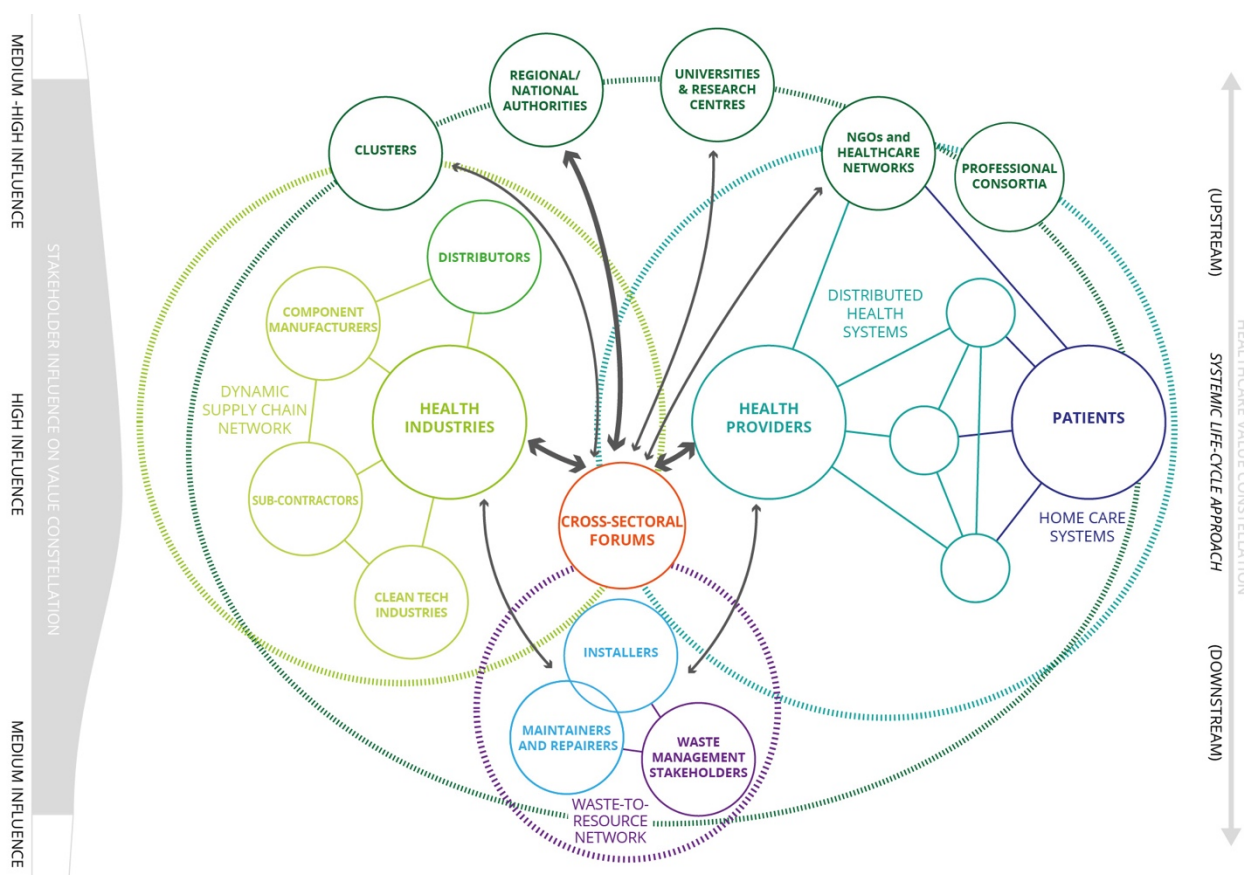 MEDIUM -HIGH INFLUENCE
HIGH INFLUENCE
MEDIUM INFLUENCE
STAKEHOLDER INFLUENCE ON VALUE CONSTELLATION
REGIONAL/
NATIONAL
AUTHORITIES
UNIVERSITIES
& RESEARCH
CENTRES
CLUSTERS
NGOs and
HEALTHCARE
NETWORKS
PROFESSIONAL
CONSORTIA
DISTRIBUTORS
COMPONENT
MANUFACTURERS
DYNAMIC
SUPPLY CHAIN
NETWORK
HEALTH
INDUSTRIES
SUB-CONTRACTORS
CLEAN TECH
INDUSTRIES
DISTRIBUTED
HEALTH
SYSTEMS
HEALTH
PROVIDERS
PATIENTS
HOME CARE
SYSTEMS
CROSS-SECTORAL
FORUMS
INSTALLERS
MAINTAINERS
AND REPAIRERS
WASTE
MANAGEMENT
STAKEHOLDERS
WASTE-TO-
RESOURCE
NETWORK
(UPSTREAM)
SYSTEMIC LIFE-CYCLE APPROACH
(DOWNSTREAM)
HEALTHCARE VALUE CONSTELLATION